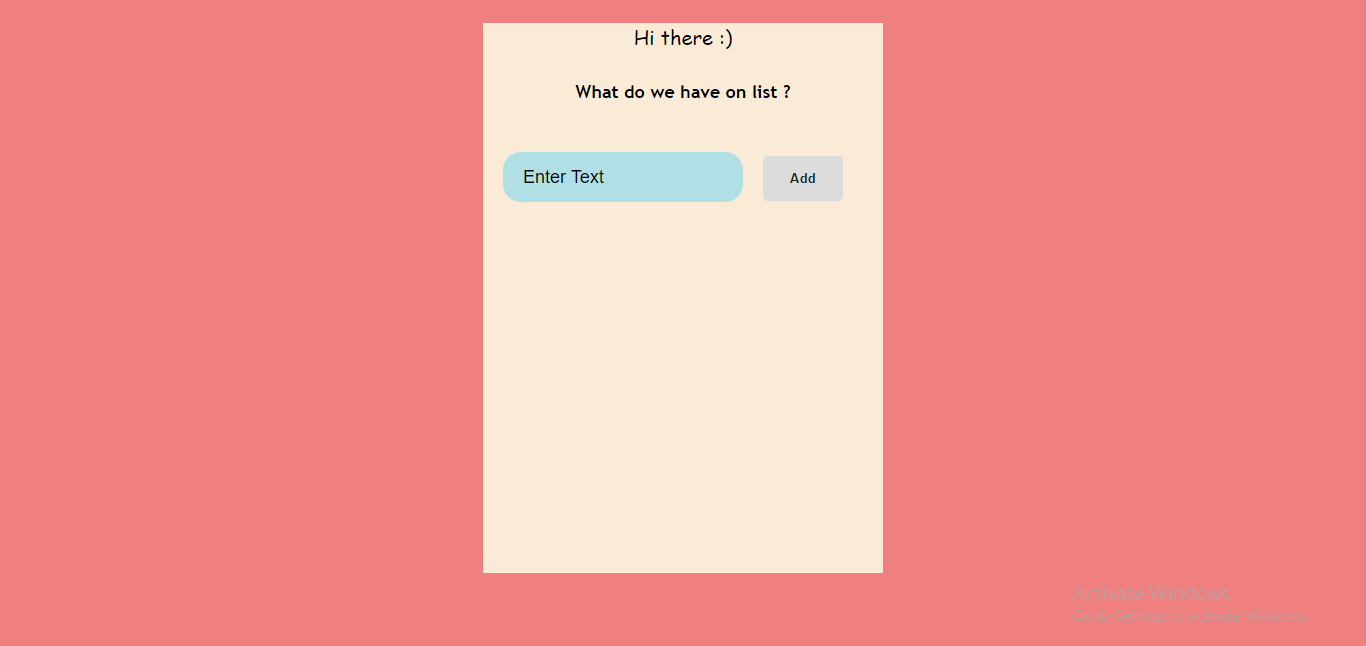 Hi there :)
What do we have on list ?
Enter Text
Add
Activate Windows
Go to Settings to activate Windows.